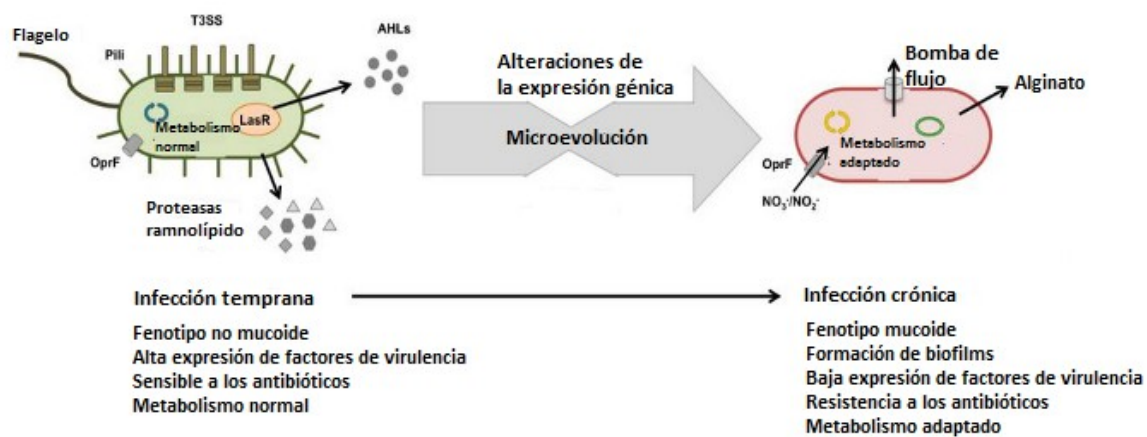 T3SS
Flagelo
Pili
AHLs
LasR
Metabolismo
normal
OprF
Proteasas
ramnolípido
Alteraciones de
la expresión génica
Microevolución
Bomba de
flujo
Alginato
Metabolismo
adaptado
OprF
NO₃⁻/NO₂⁻
Infección temprana
Fenotipo no mucoide
Alta expresión de factores de virulencia
Sensible a los antibióticos
Metabolismo normal
Infección crónica
Fenotipo mucoide
Formación de biofilms
Baja expresión de factores de virulencia
Resistencia a los antibióticos
Metabolismo adaptado